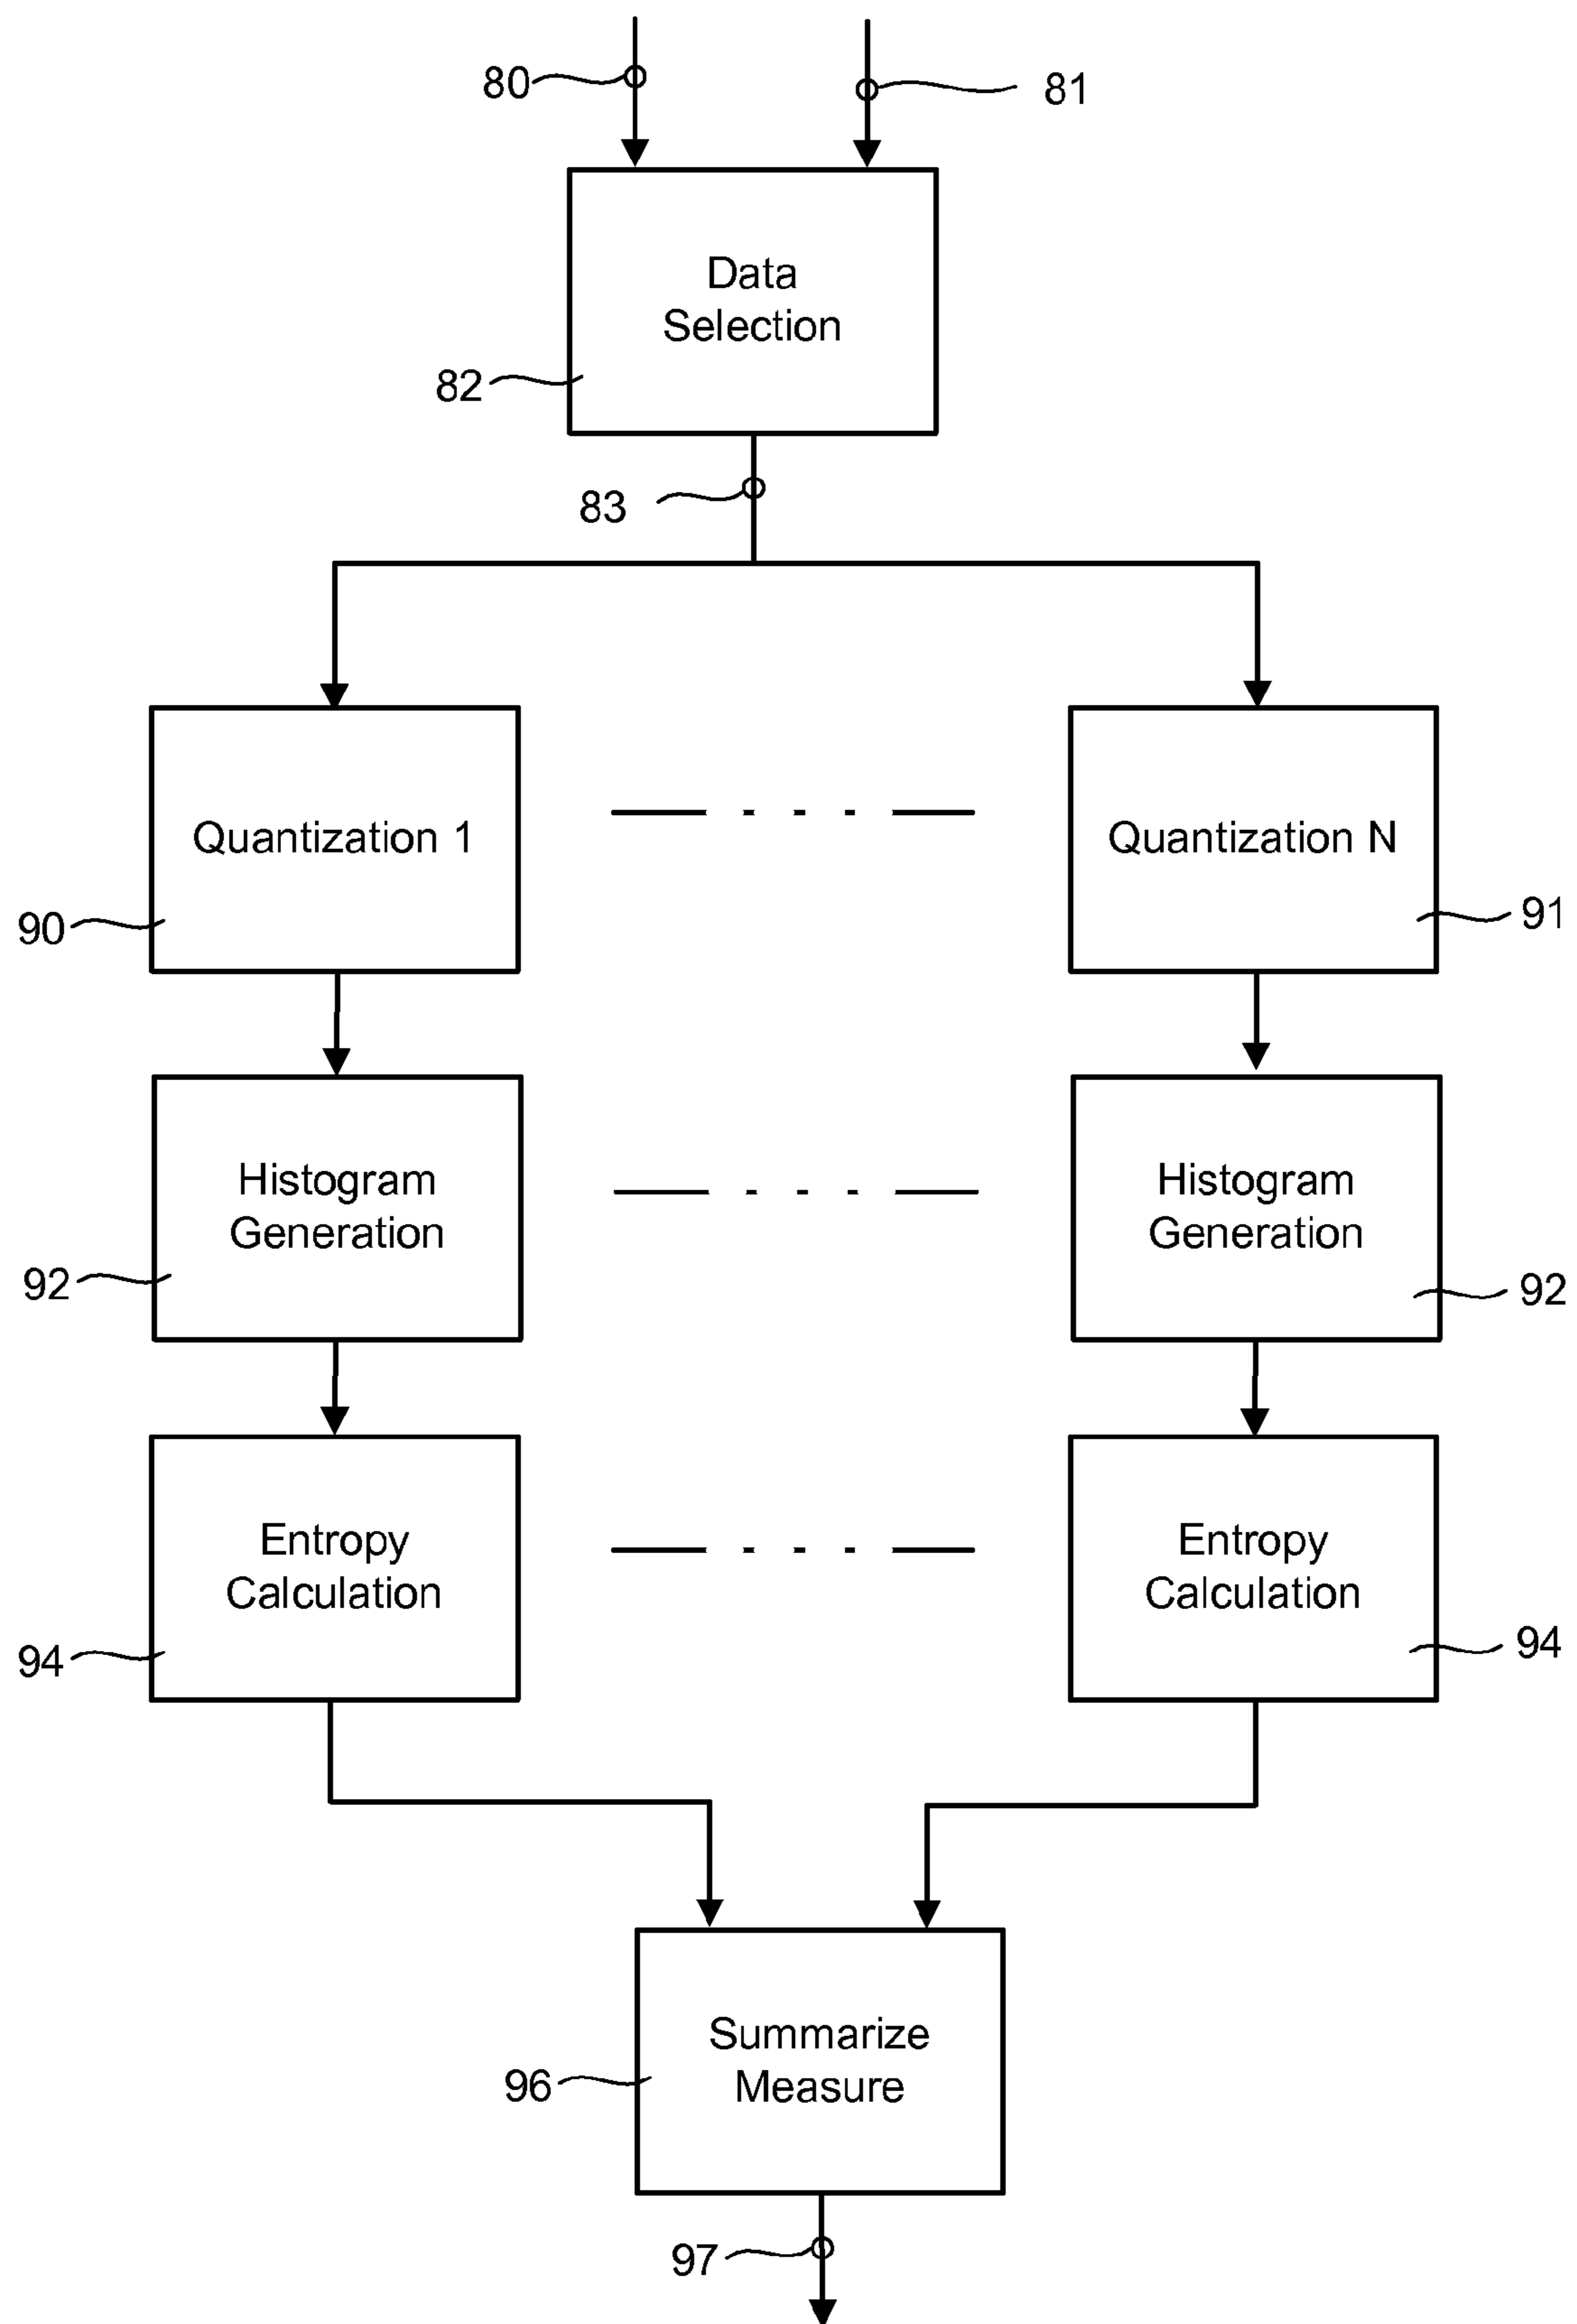 80
81
Data
Selection
82
83
Quantization 1
Quantization N
90
91
Histogram
Generation
Histogram
Generation
92
92
Entropy
Calculation
Entropy
Calculation
94
94
Summarize
Measure
96
97